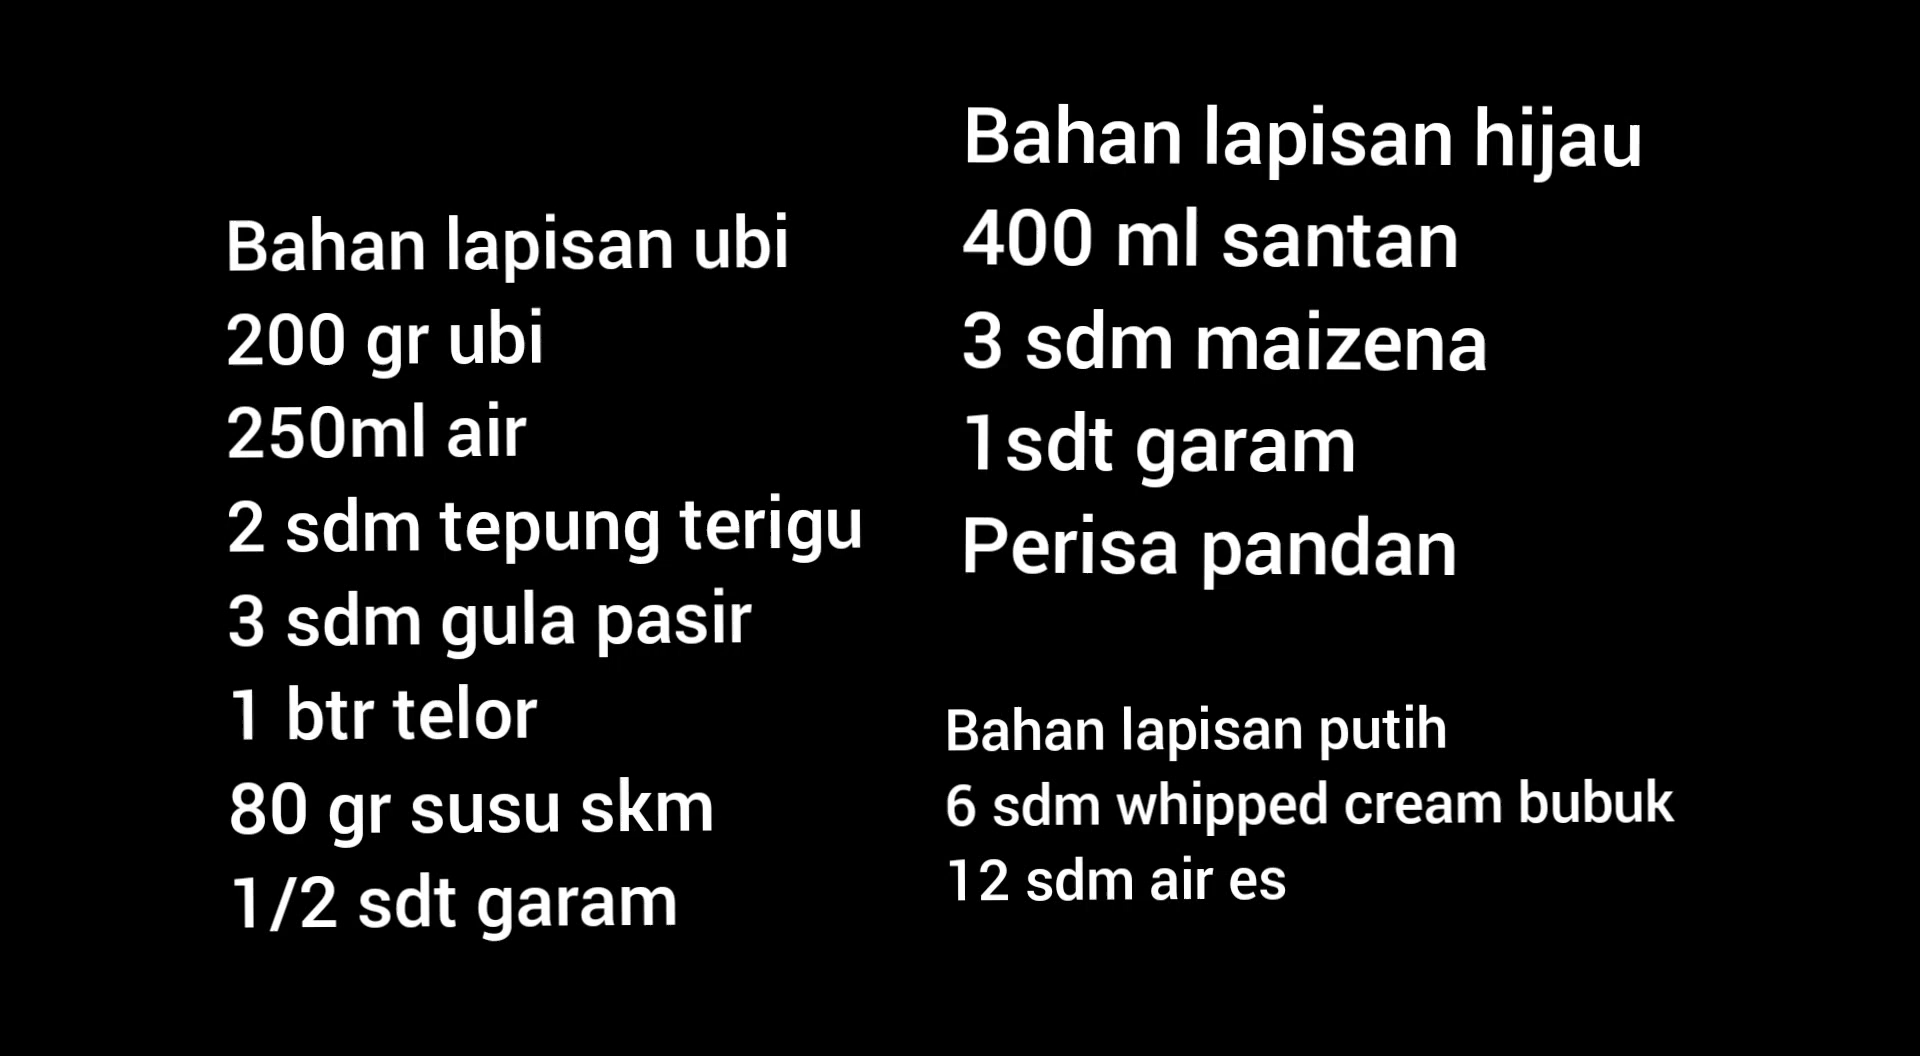 Bahan lapisan ubi
200 gr ubi
250ml air
2 sdm tepung terigu
3 sdm gula pasir
1 btr telor
80 gr susu skm
1/2 sdt garam
Bahan lapisan hijau
400 ml santan
3 sdm maizena
1sdt garam
Perisa pandan
Bahan lapisan putih
6 sdm whipped cream bubuk
12 sdm air es